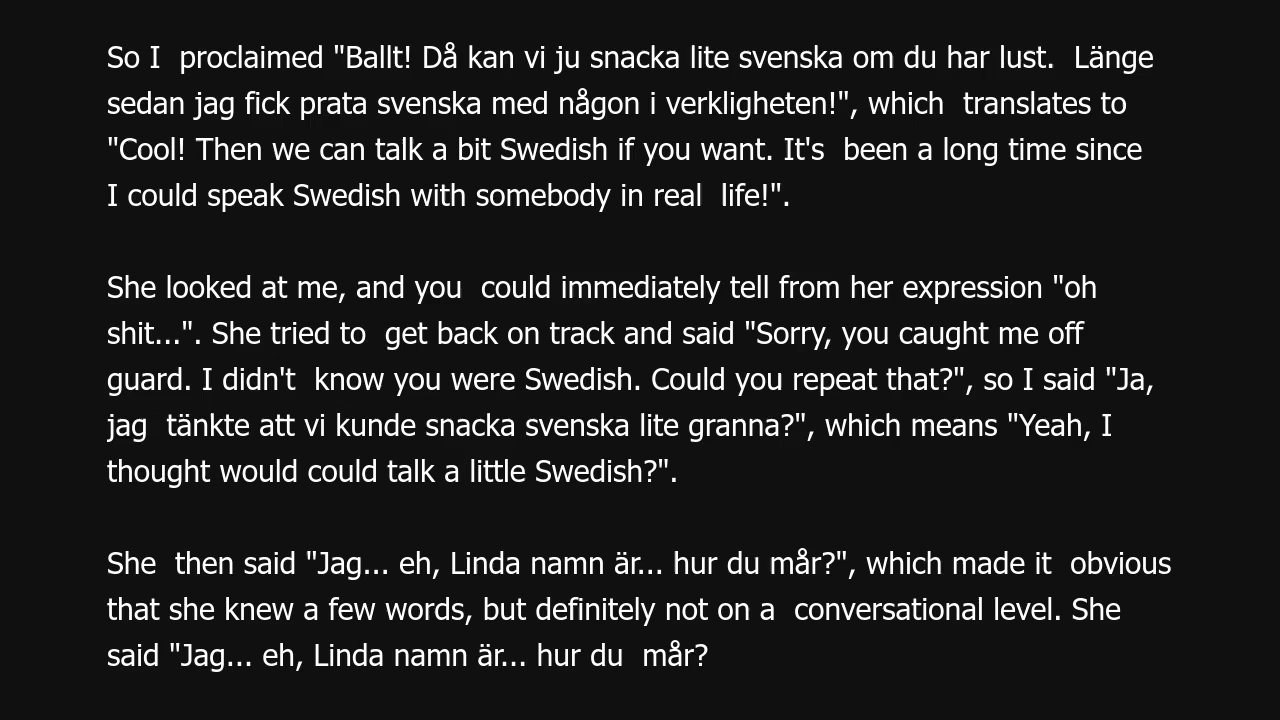 So I  proclaimed "Ballt! Då kan vi ju snacka lite svenska om du har lust.  Länge
sedan jag fick prata svenska med någon i verkligheten!", which  translates to
"Cool! Then we can talk a bit Swedish if you want. It's  been a long time since
I could speak Swedish with somebody in real  life!".

She looked at me, and you  could immediately tell from her expression "oh
shit...". She tried to  get back on track and said "Sorry, you caught me off
guard. I didn't  know you were Swedish. Could you repeat that?", so I said "Ja,
jag  tänkte att vi kunde snacka svenska lite granna?", which means "Yeah, I
thought would could talk a little Swedish?".

She  then said "Jag... eh, Linda namn är... hur du mår?", which made it  obvious
that she knew a few words, but definitely not on a  conversational level. She
said "Jag... eh, Linda namn är... hur du  mår?